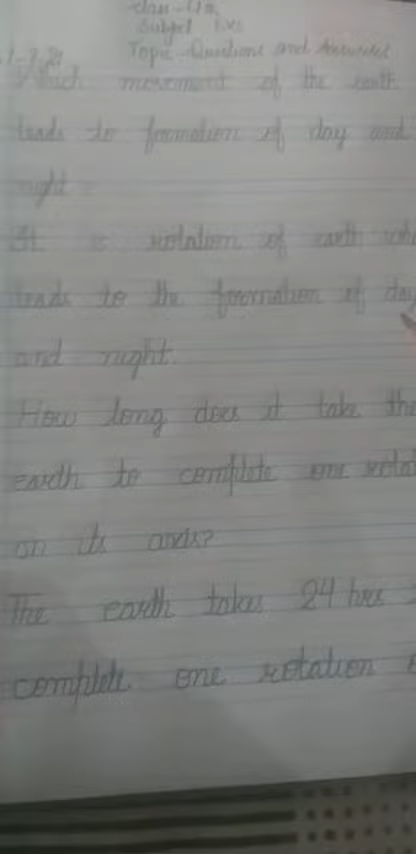 Class - 
Subject 
Topic - Questions and Answers
Which movement of the earth
leads to formation of day and
night
It is rotation of earth
leads to the formation of day
and night.
How long does it take the
earth to complete one rotat
on its axis?
The earth takes 24 hrs
complete one rotation